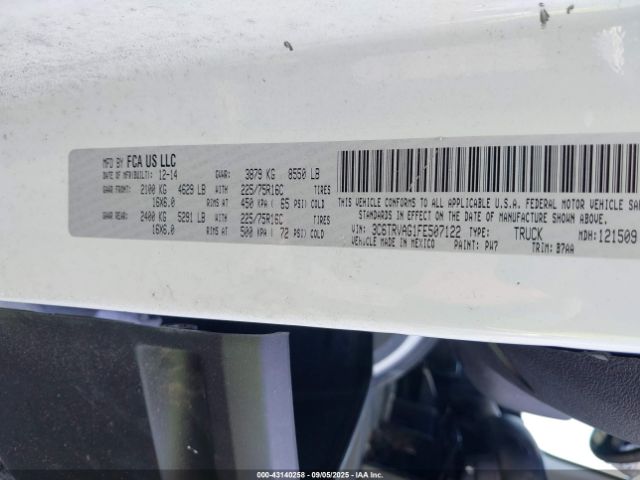 MFD BY FCA US LLC
DATE OF MFR(BUILT): 12-14 GVWR: 3879 KG 8550 LB
GAWR FRONT: 2100 KG 4629 LB WITH 225/75R16C TIRES
16X6.0 RIMS AT 450 KPA ( 65 PSI) COLD
GAWR REAR: 2400 KG 5291 LB WITH 225/75R16C TIRES
16X6.0 RIMS AT 500 KPA ( 72 PSI) COLD
THIS VEHICLE CONFORMS TO ALL APPLICABLE U.S.A. FEDERAL MOTOR VEHICLE SAF
STANDARDS IN EFFECT ON THE DATE OF MANUFACTURE SHOWN ABOVE.
VIN: 3C6TRVAG1FE507122 TYPE: TRUCK MDH: 121509
VEHICLE MADE IN MEXICO PAINT: PW7 TRIM: B7AA
000-43140258 - 09/05/2025 - COPYRIGHT IAA, LLC.